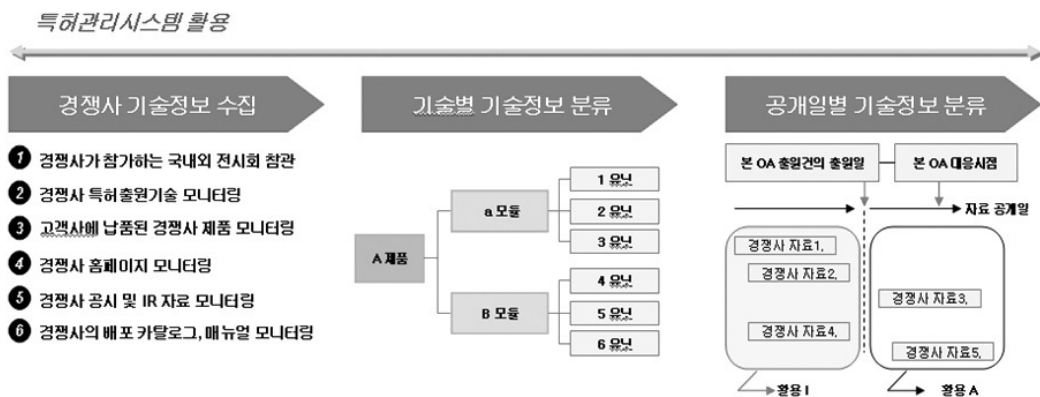 특허관리시스템 활용
경쟁사 기술정보 수집
1 경쟁사가 참가하는 국내외 전시회 참관
2 경쟁사 특허출원기술 모니터링
3 고객사에 납품된 경쟁사 제품 모니터링
4 경쟁사 홈페이지 모니터링
5 경쟁사 공시 및 IR 자료 모니터링
6 경쟁사의 배포 카탈로그, 매뉴얼 모니터링
기술별 기술정보 분류
A 제품
a 모듈
1 유닛
2 유닛
3 유닛
B 모듈
4 유닛
5 유닛
6 유닛
공개일별 기술정보 분류
본 OA 출원건의 출원일
본 OA 대응시점
자료 공개일
경쟁사 자료1.
경쟁사 자료2.
경쟁사 자료3.
경쟁사 자료4.
경쟁사 자료5.
활용 I
활용 A